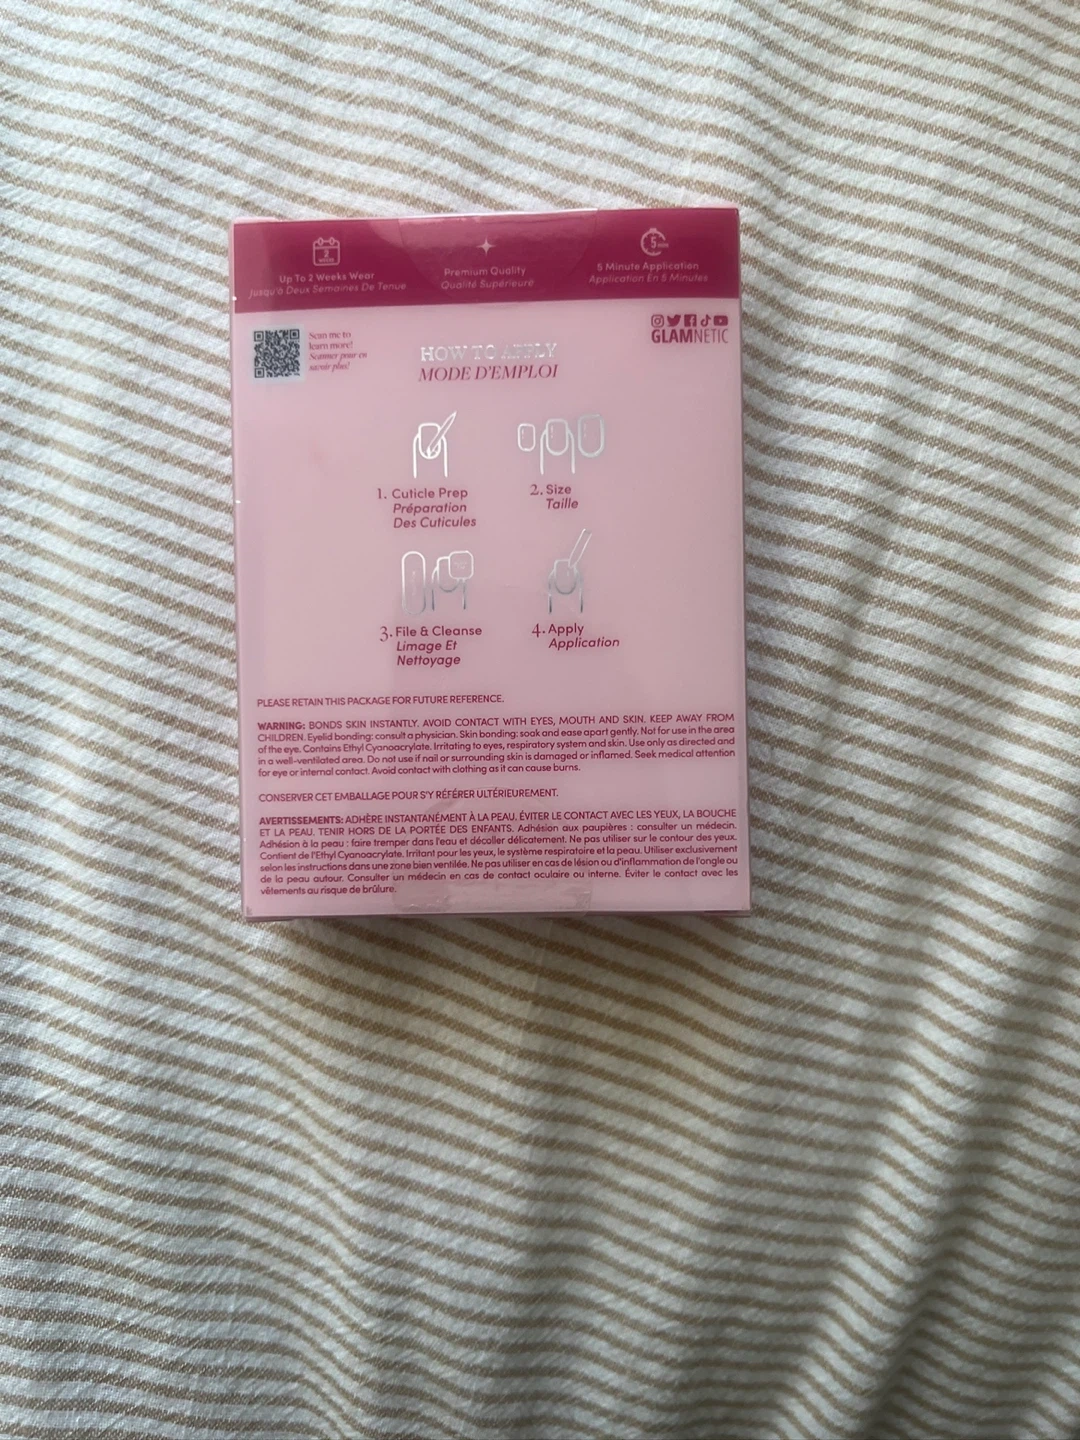 2
WEEKS
Up To 2 Weeks Wear
Jusqu'à Deux Semaines De Tenue
Premium Quality
Qualité Supérieure
5
5 Minute Application
Application En 5 Minutes
Scan me to
learn more!
Scanner pour en
savoir plus!
GLAMNETIC
HOW TO APPLY
MODE D'EMPLOI
1. Cuticle Prep
Préparation
Des Cuticules
2. Size
Taille
3. File & Cleanse
Limage Et
Nettoyage
4. Apply
Application
PLEASE RETAIN THIS PACKAGE FOR FUTURE REFERENCE.
WARNING: BONDS SKIN INSTANTLY. AVOID CONTACT WITH EYES, MOUTH AND SKIN. KEEP AWAY FROM
CHILDREN. Eyelid bonding: consult a physician. Skin bonding: soak and ease apart gently. Not for use in the area
of the eye. Contains Ethyl Cyanoacrylate. Irritating to eyes, respiratory system and skin. Use only as directed and
in a well-ventilated area. Do not use if nail or surrounding skin is damaged or inflamed. Seek medical attention
for eye or internal contact. Avoid contact with clothing as it can cause burns.
CONSERVER CET EMBALLAGE POUR S'Y RÉFÉRER ULTÉRIEUREMENT.
AVERTISSEMENTS: ADHÈRE INSTANTANÉMENT À LA PEAU. ÉVITER LE CONTACT AVEC LES YEUX, LA BOUCHE
ET LA PEAU. TENIR HORS DE LA PORTÉE DES ENFANTS. Adhésion aux paupières : consulter un médecin.
Adhésion à la peau : faire tremper dans l'eau et décoller délicatement. Ne pas utiliser sur le contour des yeux.
Contient de l'Ethyl Cyanoacrylate. Irritant pour les yeux, le système respiratoire et la peau. Utiliser exclusivement
selon les instructions dans une zone bien ventilée. Ne pas utiliser en cas de lésion ou d'inflammation de l'ongle ou
de la peau autour. Consulter un médecin en cas de contact oculaire ou interne. Éviter le contact avec les
vêtements au risque de brûlure.